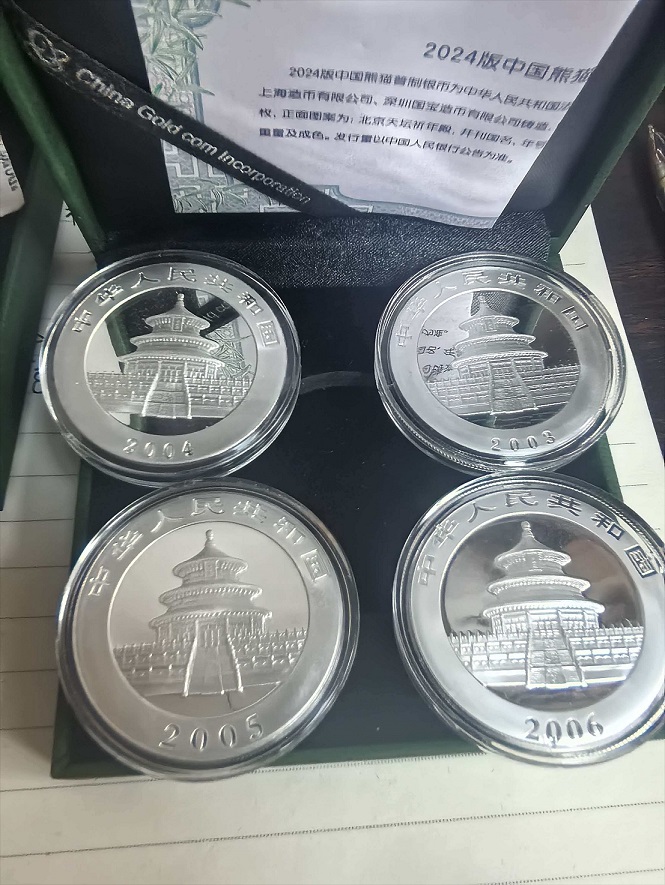 China Gold coin Incorporation
2024版中国熊猫
2024版中国熊猫普制银币为中华人民共和国
上海造币有限公司、深圳国宝造币有限公司铸造,
枚, 正面图案为: 北京天坛祈年殿, 并刊国名、年号
重量及成色。发行量以中国人民银行公告为准。
中华人民共和国
2004
中华人民共和国
2003
中华人民共和国
2005
中华人民共和国
2006